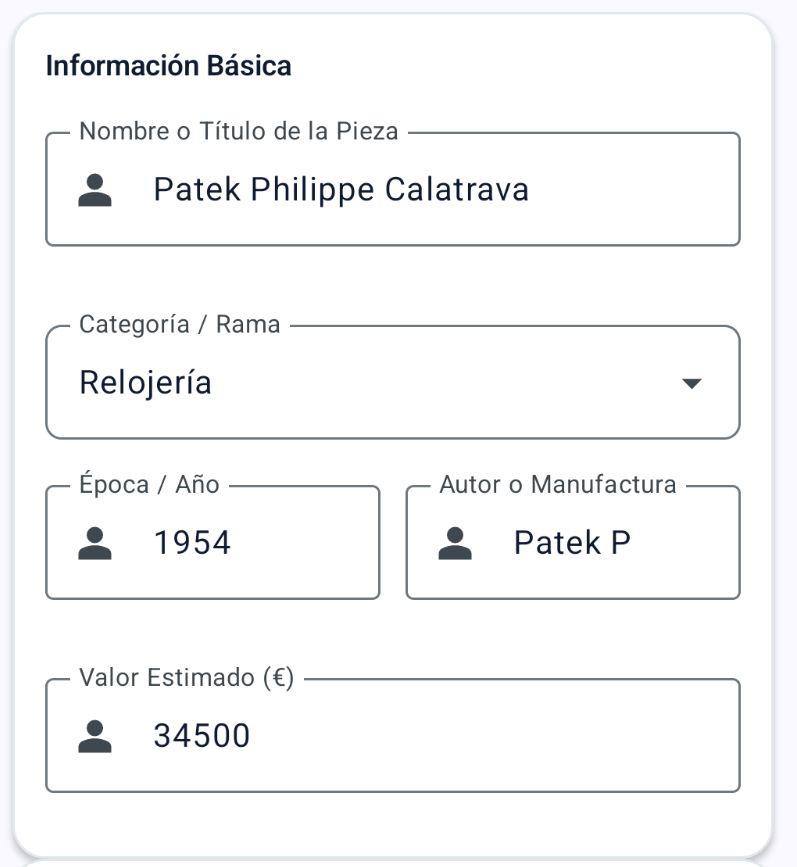 Información Básica
Nombre o Título de la Pieza
Patek Philippe Calatrava
Categoría / Rama
Relojería
Época / Año
1954
Autor o Manufactura
Patek P
Valor Estimado (€)
34500